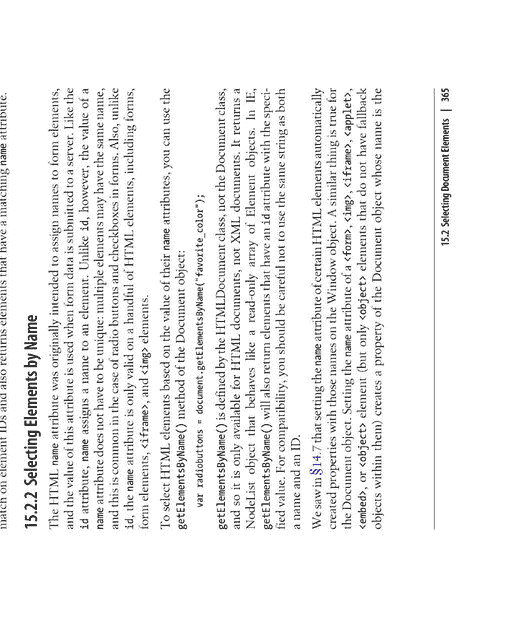 match on element IDs and also returns elements that have a matching name attribute.
15.2.2 Selecting Elements by Name
The HTML name attribute was originally intended to assign names to form elements,
and the value of this attribute is used when form data is submitted to a server. Like the
id attribute, name assigns a name to an element. Unlike id, however, the value of a
name attribute does not have to be unique: multiple elements may have the same name,
and this is common in the case of radio buttons and checkboxes in forms. Also, unlike
id, the name attribute is only valid on a handful of HTML elements, including forms,
form elements, <iframe>, and <img> elements.
To select HTML elements based on the value of their name attributes, you can use the
getElementsByName() method of the Document object:
var radiobuttons = document.getElementsByName("favorite_color");
getElementsByName() is defined by the HTMLDocument class, not the Document class,
and so it is only available for HTML documents, not XML documents. It returns a
NodeList object that behaves like a read-only array of Element objects. In IE,
getElementsByName() will also return elements that have an id attribute with the speci-
fied value. For compatibility, you should be careful not to use the same string as both
a name and an ID.
We saw in §14.7 that setting the name attribute of certain HTML elements automatically
created properties with those names on the Window object. A similar thing is true for
the Document object. Setting the name attribute of a <form>, <img>, <iframe>, <applet>,
<embed>, or <object> element (but only <object> elements that do not have fallback
objects within them) creates a property of the Document object whose name is the
15.2 Selecting Document Elements | 365